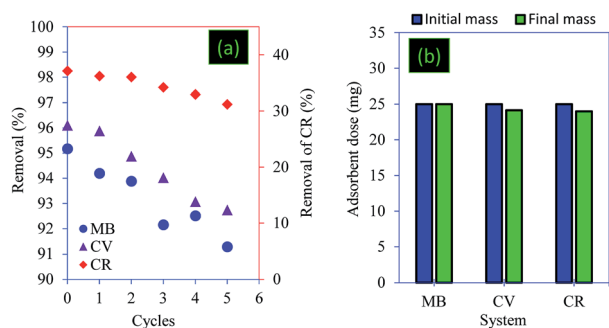 Initial mass Final mass
100
99
98
97
96
95
94
93
92
91
90
Removal (%)
(a)
MB
CV
CR
0 1 2 3 4 5 6
Cycles
40
30
20
10
0
Removal of CR (%)
35
30
25
20
15
10
5
0
Adsorbent dose (mg)
(b)
MB CV CR
System